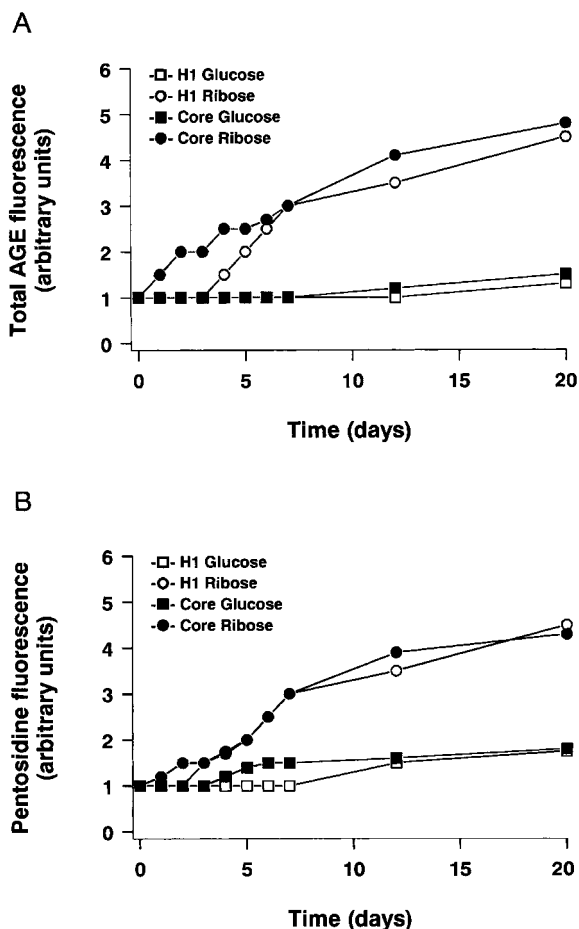 A
Total AGE fluorescence
(arbitrary units)
6
5
4
3
2
1
0
-□- H1 Glucose
-○- H1 Ribose
-■- Core Glucose
-●- Core Ribose
0 5 10 15 20
Time (days)
B
Pentosidine fluorescence
(arbitrary units)
6
5
4
3
2
1
0
-□- H1 Glucose
-○- H1 Ribose
-■- Core Glucose
-●- Core Ribose
0 5 10 15 20
Time (days)